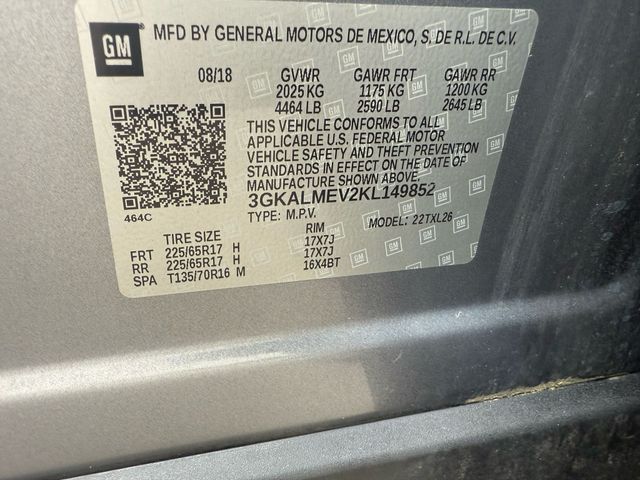 GM
MFD BY GENERAL MOTORS DE MEXICO, S. DE R.L. DE C.V.
08/18 GVWR GAWR FRT GAWR RR
2025 KG 1175 KG 1200 KG
4464 LB 2590 LB 2645 LB
THIS VEHICLE CONFORMS TO ALL
APPLICABLE U.S. FEDERAL MOTOR
VEHICLE SAFETY AND THEFT PREVENTION
STANDARDS IN EFFECT ON THE DATE OF
MANUFACTURE SHOWN ABOVE.
3GKALMEV2KL149852
464C
TYPE: M.P.V. MODEL: 22TXL26
TIRE SIZE RIM
FRT 225/65R17 H 17X7J
RR 225/65R17 H 17X7J
SPA T135/70R16 M 16X4BT